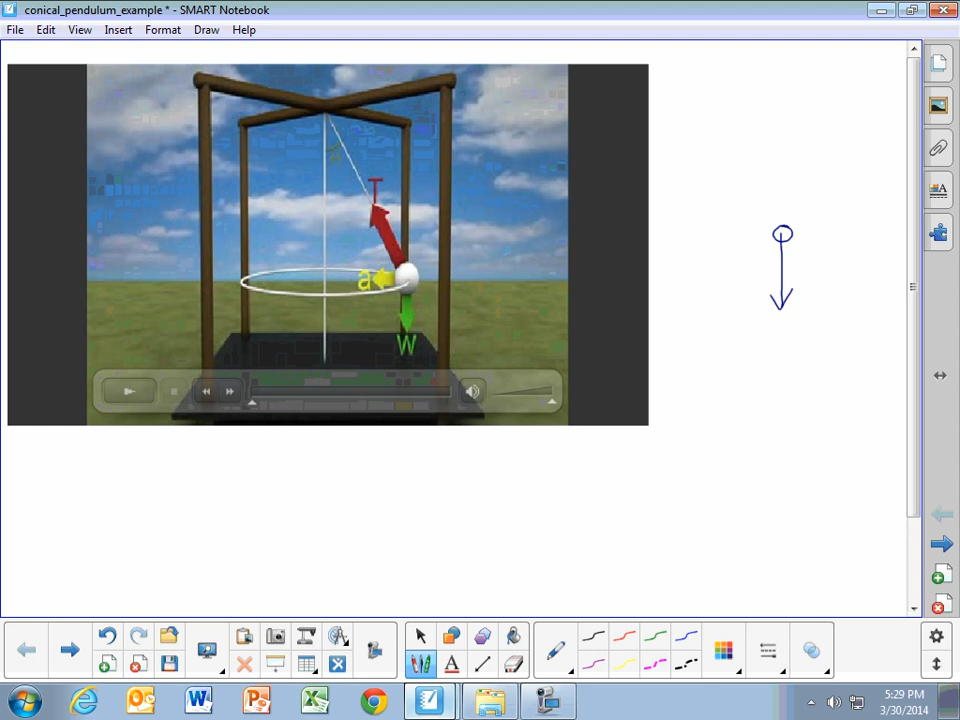 conical_pendulum_example * - SMART Notebook
File Edit View Insert Format Draw Help
T
a
W
5:29 PM
3/30/2014